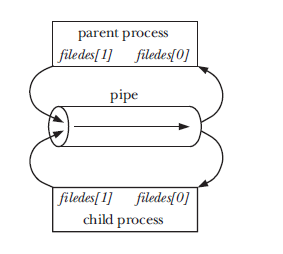 parent process
filedes[1] filedes[0]
pipe
filedes[1] filedes[0]
child process